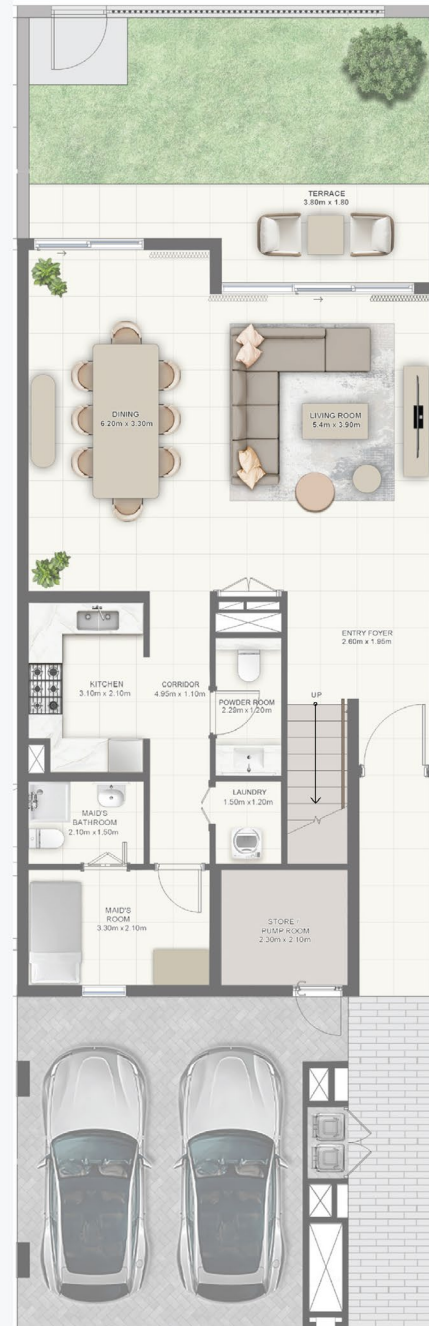 TERRACE
3.80m x 1.80
DINING
6.20m x 3.30m
LIVING ROOM
5.4m x 3.90m
ENTRY FOYER
2.60m x 1.95m
KITCHEN
3.10m x 2.10m
CORRIDOR
4.95m x 1.10m
POWDER ROOM
2.29m x 1.20m
UP
LAUNDRY
1.50m x 1.20m
MAID'S
BATHROOM
2.10m x 1.50m
MAID'S
ROOM
3.30m x 2.10m
STORE -
PUMP ROOM
2.30m x 2.10m